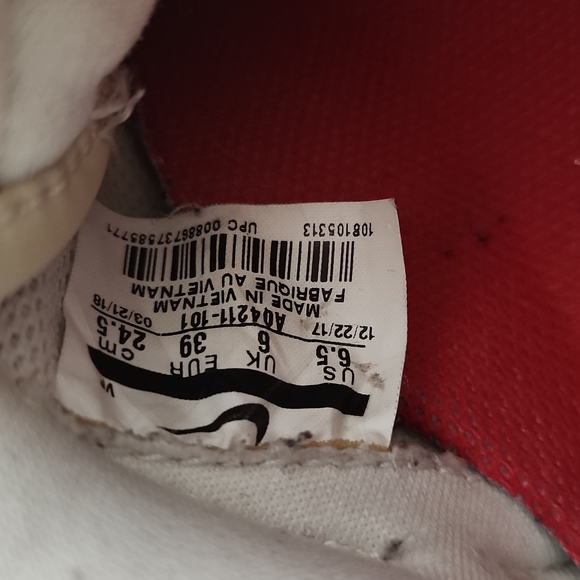 US UK EUR cm
6.5 6 39 24.5
12/22/17 AO4211-101 03/21/18
MADE IN VIETNAM
FABRIQUE AU VIETNAM
108105313 UPC 00886737585771